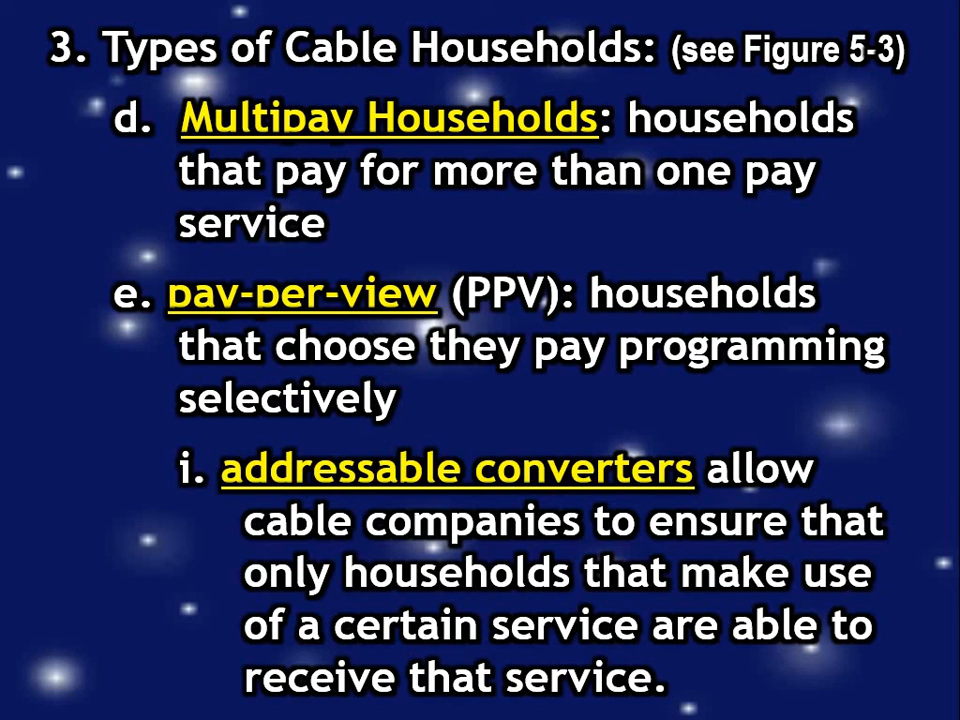 3. Types of Cable Households: (see Figure 5-3)
d. Multipay Households: households
that pay for more than one pay
service
e. pay-per-view (PPV): households
that choose they pay programming
selectively
i. addressable converters allow
cable companies to ensure that
only households that make use
of a certain service are able to
receive that service.